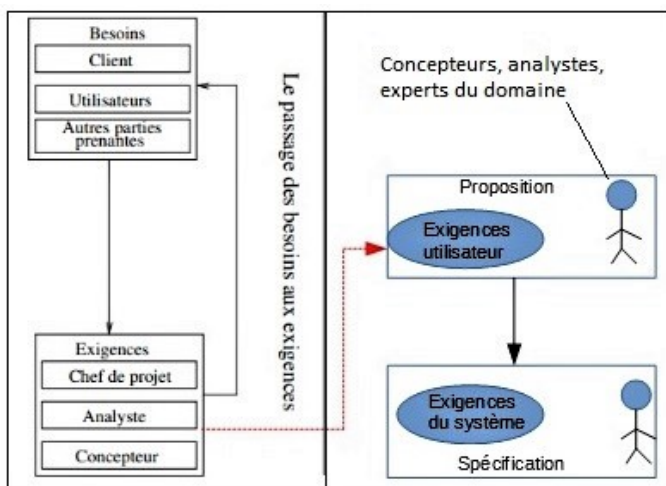 Besoins
Client
Utilisateurs
Autres parties
prenantes
Exigences
Chef de projet
Analyste
Concepteur
Le passage des besoins aux exigences
Concepteurs, analystes,
experts du domaine
Proposition
Exigences
utilisateur
Exigences
du système
Spécification